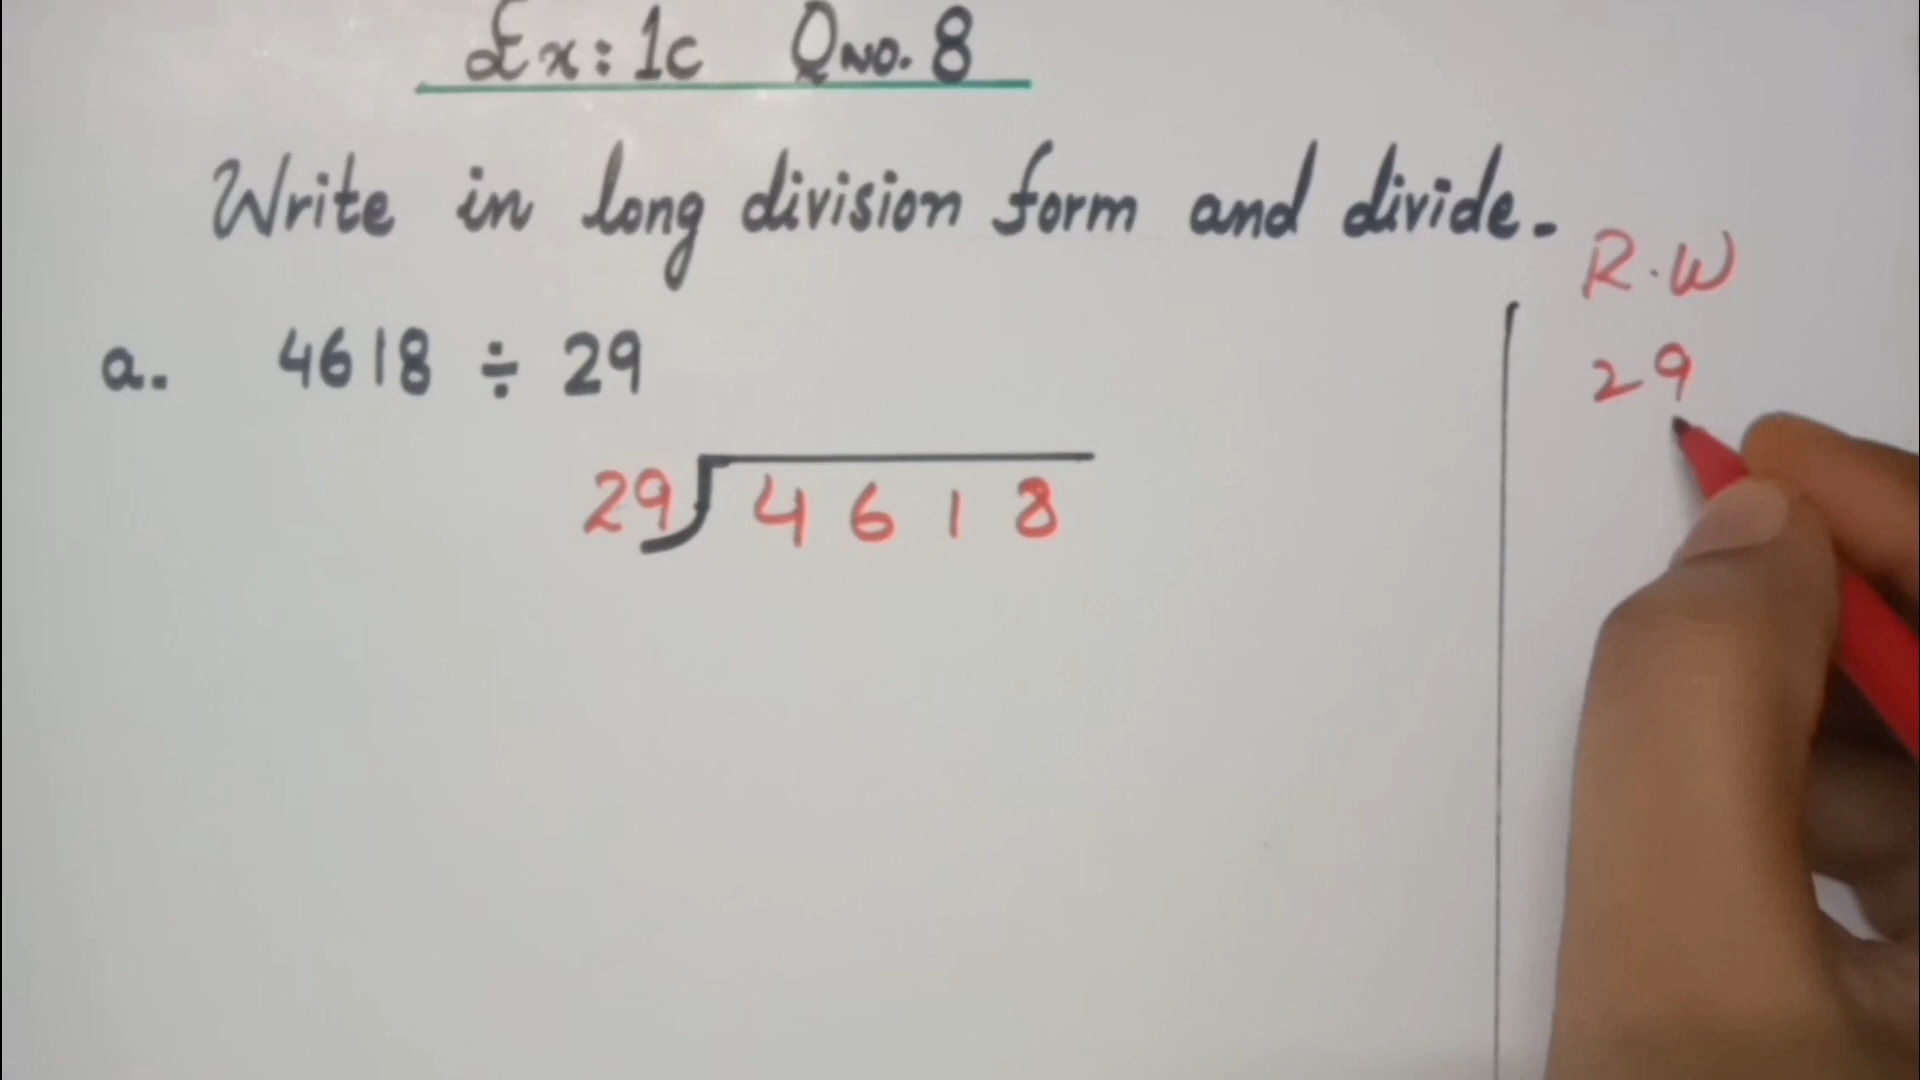 Ex: 1c Q No. 8
Write in long division form and divide.
R.W
a. 4618 ÷ 29
29
29 4 6 1 8